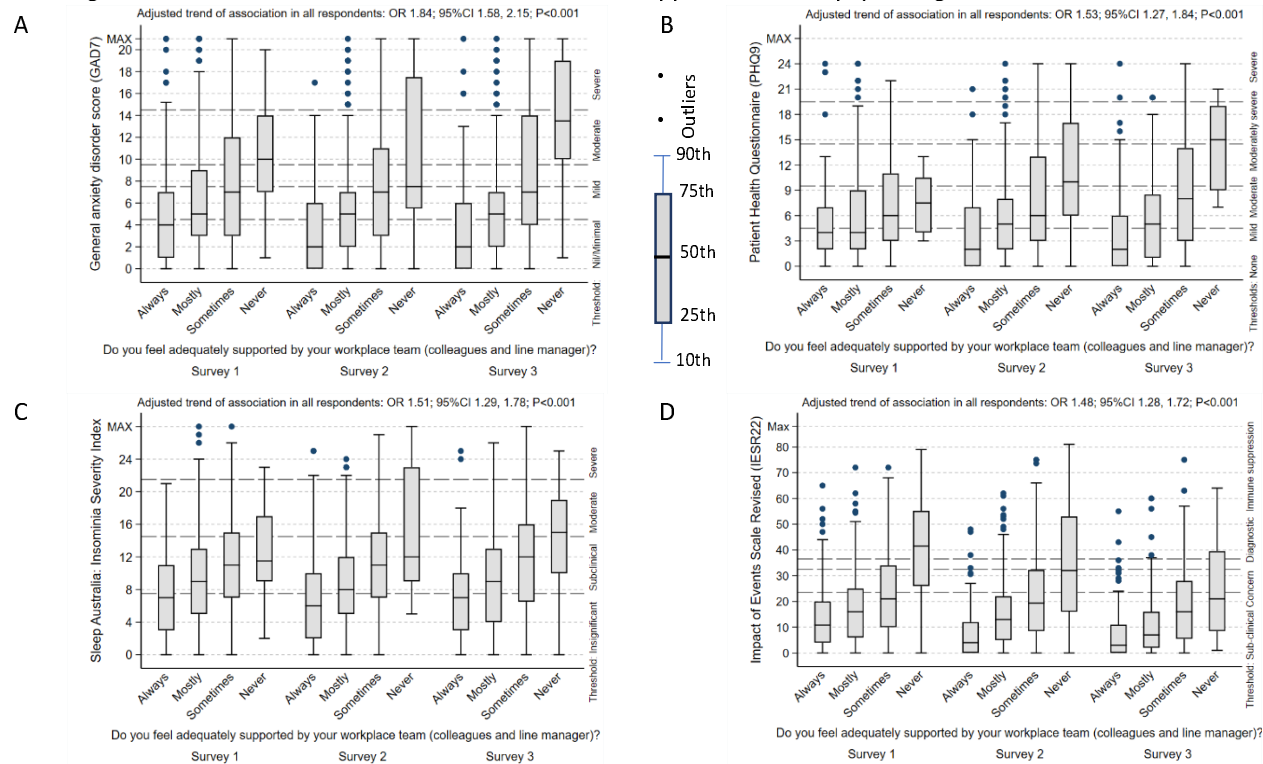 A
Adjusted trend of association in all respondents: OR 1.84; 95%CI 1.58, 2.15; P<0.001
General anxiety disorder score (GAD7)
MAX
20
18
16
14
12
10
8
6
4
2
0
Severe
Moderate
Mild
Nil/Minimal
Threshold:
Always
Mostly
Sometimes
Never
Always
Mostly
Sometimes
Never
Always
Mostly
Sometimes
Never
Do you feel adequately supported by your workplace team (colleagues and line manager)?
Survey 1 Survey 2 Survey 3
Outliers
90th
75th
50th
25th
10th
B
Adjusted trend of association in all respondents: OR 1.53; 95%CI 1.27, 1.84; P<0.001
Patient Health Questionnaire (PHQ9)
MAX
24
21
18
15
12
9
6
3
0
Severe
Moderately severe
Moderate
Mild
Thresholds: None
Always
Mostly
Sometimes
Never
Always
Mostly
Sometimes
Never
Always
Mostly
Sometimes
Never
Do you feel adequately supported by your workplace team (colleagues and line manager)?
Survey 1 Survey 2 Survey 3
C
Adjusted trend of association in all respondents: OR 1.51; 95%CI 1.29, 1.78; P<0.001
Sleep Australia: Insominia Severity Index
MAX
24
20
16
12
8
4
0
Severe
Moderate
Subclinical
Threshold: Insignificant
Always
Mostly
Sometimes
Never
Always
Mostly
Sometimes
Never
Always
Mostly
Sometimes
Never
Do you feel adequately supported by your workplace team (colleagues and line manager)?
Survey 1 Survey 2 Survey 3
D
Adjusted trend of association in all respondents: OR 1.48; 95%CI 1.28, 1.72; P<0.001
Impact of Events Scale Revised (IESR22)
Max
80
70
60
50
40
30
20
10
0
Immune suppression
Diagnostic
Concern
Threshold: Sub-clinical
Always
Mostly
Sometimes
Never
Always
Mostly
Sometimes
Never
Always
Mostly
Sometimes
Never
Do you feel adequately supported by your workplace team (colleagues and line manager)?
Survey 1 Survey 2 Survey 3